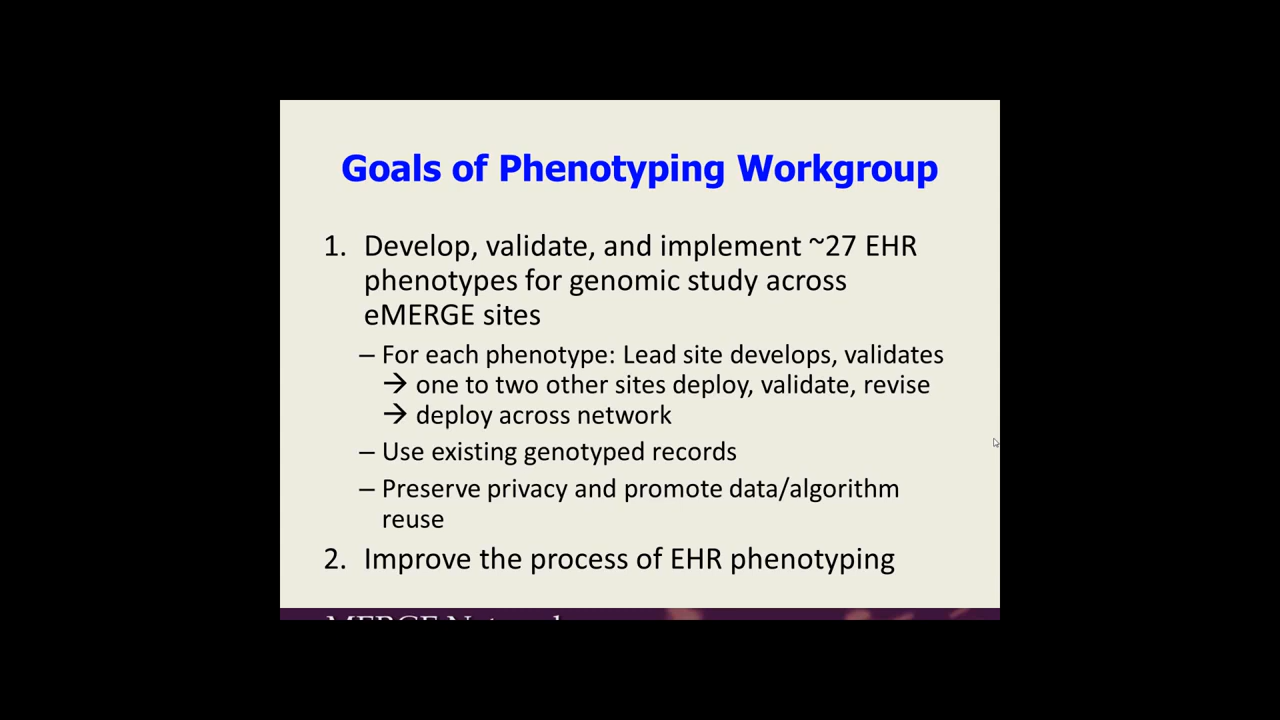 Goals of Phenotyping Workgroup
1. Develop, validate, and implement ~27 EHR
phenotypes for genomic study across
eMERGE sites
– For each phenotype: Lead site develops, validates
→ one to two other sites deploy, validate, revise
→ deploy across network
– Use existing genotyped records
– Preserve privacy and promote data/algorithm
reuse
2. Improve the process of EHR phenotyping